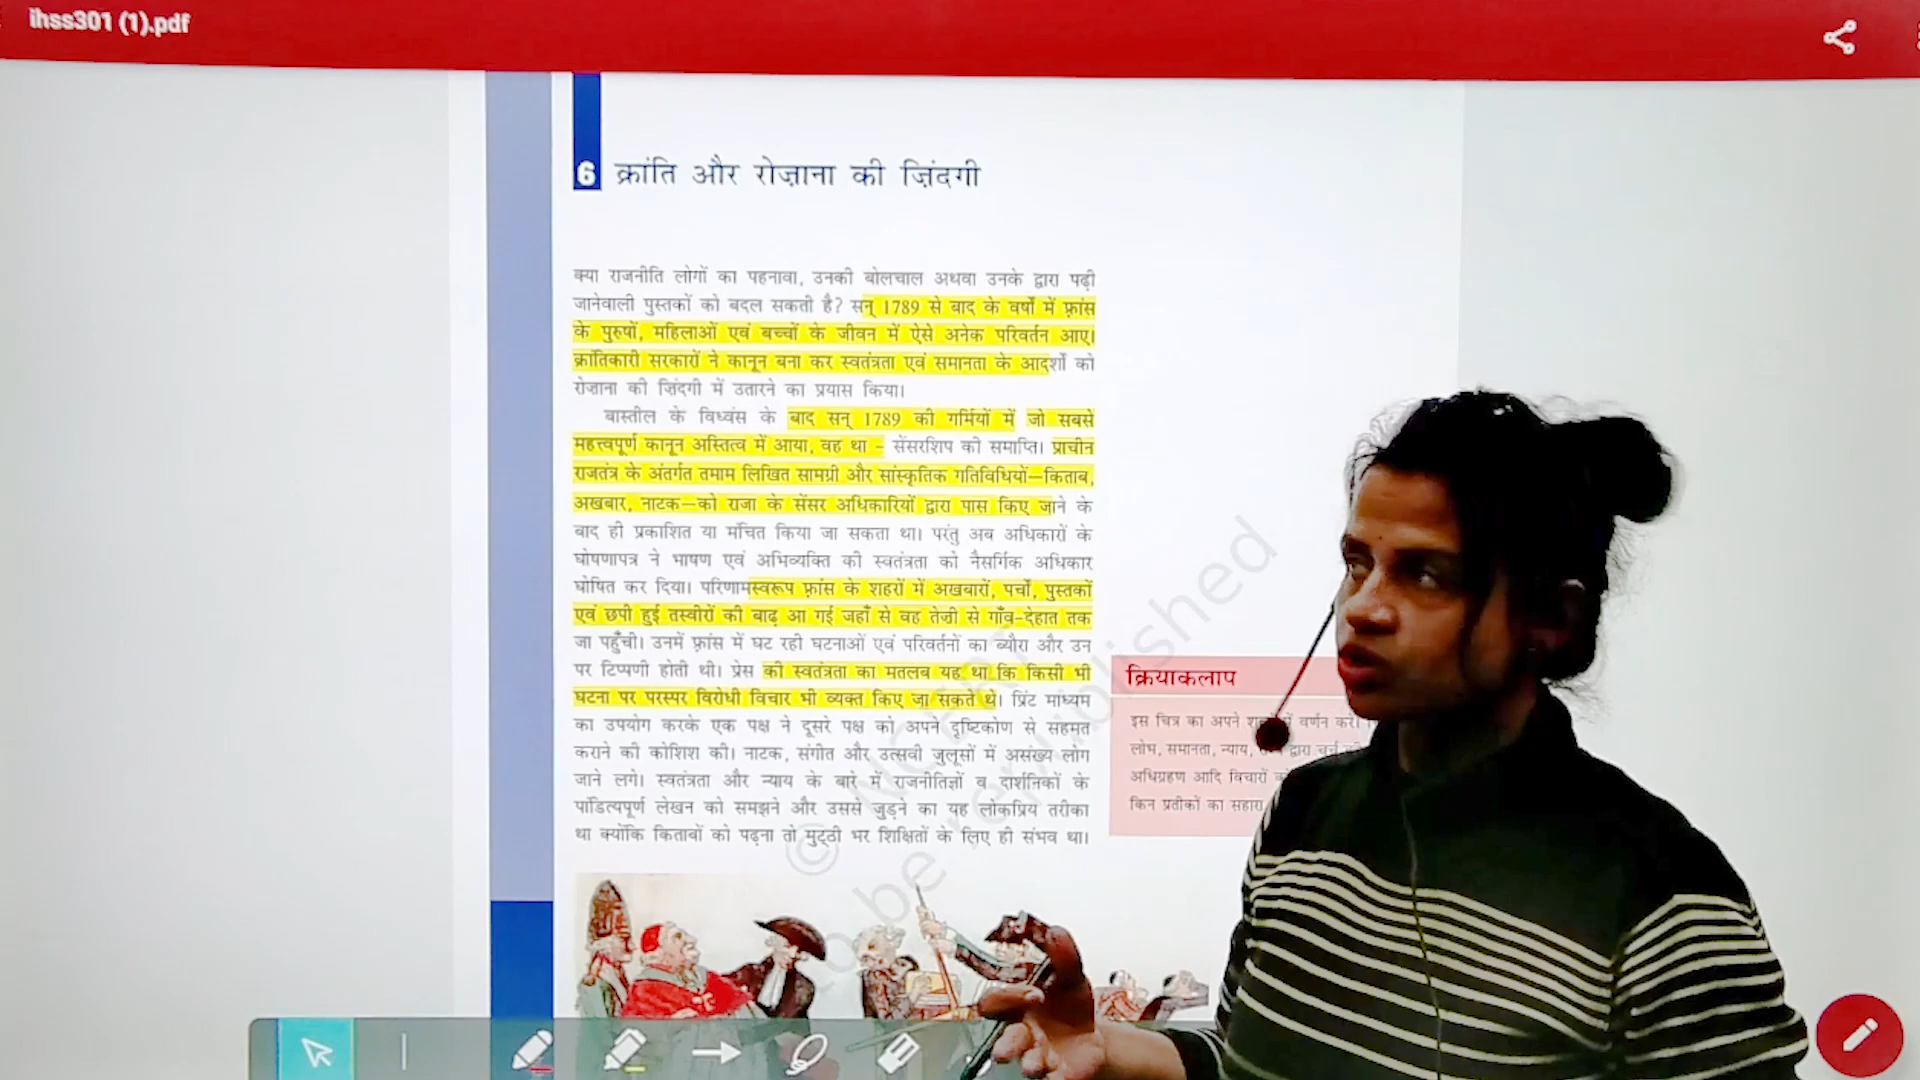 ihss301 (1).pdf
6 क्रांति और रोज़ाना की ज़िंदगी
क्या राजनीति लोगों का पहनावा, उनकी बोलचाल अथवा उनके द्वारा पढ़ी
जानेवाली पुस्तकों को बदल सकती है? सन् 1789 से बाद के वर्षों में फ़्रांस
के पुरुषों, महिलाओं एवं बच्चों के जीवन में ऐसे अनेक परिवर्तन आए।
क्रांतिकारी सरकारों ने कानून बना कर स्वतंत्रता एवं समानता के आदर्शों को
रोज़ाना की ज़िंदगी में उतारने का प्रयास किया।
बास्तील के विध्वंस के बाद सन् 1789 की गर्मियों में जो सबसे
महत्त्वपूर्ण कानून अस्तित्व में आया, वह था – सेंसरशिप की समाप्ति। प्राचीन
राजतंत्र के अंतर्गत तमाम लिखित सामग्री और सांस्कृतिक गतिविधियों—किताब,
अखबार, नाटक—को राजा के सेंसर अधिकारियों द्वारा पास किए जाने के
बाद ही प्रकाशित या मंचित किया जा सकता था। परंतु अब अधिकारों के
घोषणापत्र ने भाषण एवं अभिव्यक्ति की स्वतंत्रता को नैसर्गिक अधिकार
घोषित कर दिया। परिणामस्वरूप फ़्रांस के शहरों में अखबारों, पर्चों, पुस्तकों
एवं छपी हुई तस्वीरों की बाढ़ आ गई जहाँ से वह तेज़ी से गाँव-देहात तक
जा पहुँची। उनमें फ़्रांस में घट रही घटनाओं एवं परिवर्तनों का ब्यौरा और उन
पर टिप्पणी होती थी। प्रेस की स्वतंत्रता का मतलब यह था कि किसी भी
घटना पर परस्पर विरोधी विचार भी व्यक्त किए जा सकते थे। प्रिंट माध्यम
का उपयोग करके एक पक्ष ने दूसरे पक्ष को अपने दृष्टिकोण से सहमत
कराने की कोशिश की। नाटक, संगीत और उत्सवी जुलूसों में असंख्य लोग
जाने लगे। स्वतंत्रता और न्याय के बारे में राजनीतिज्ञों व दार्शनिकों के
पांडित्यपूर्ण लेखन को समझने और उससे जुड़ने का यह लोकप्रिय तरीका
था क्योंकि किताबों को पढ़ना तो मुट्ठी भर शिक्षितों के लिए ही संभव था।
क्रियाकलाप
इस चित्र का अपने में वर्णन करें।
लोभ, समानता, न्याय, द्वारा चर्च
अधिग्रहण आदि विचारों
किन प्रतीकों का सहारा